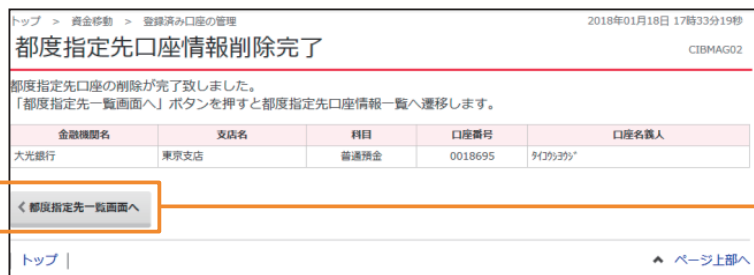 トップ > 資金移動 > 登録済み口座の管理 2018年01月18日 17時33分19秒
都度指定先口座情報削除完了 CIBMAG02
都度指定先口座の削除が完了致しました。
「都度指定先一覧画面へ」ボタンを押すと都度指定先口座情報一覧へ遷移します。
金融機関名 支店名 科目 口座番号 口座名義人
大光銀行 東京支店 普通預金 0018695 ﾀｲｺｳｼﾖｳｼﾞ
都度指定先一覧画面へ
トップ | ページ上部へ